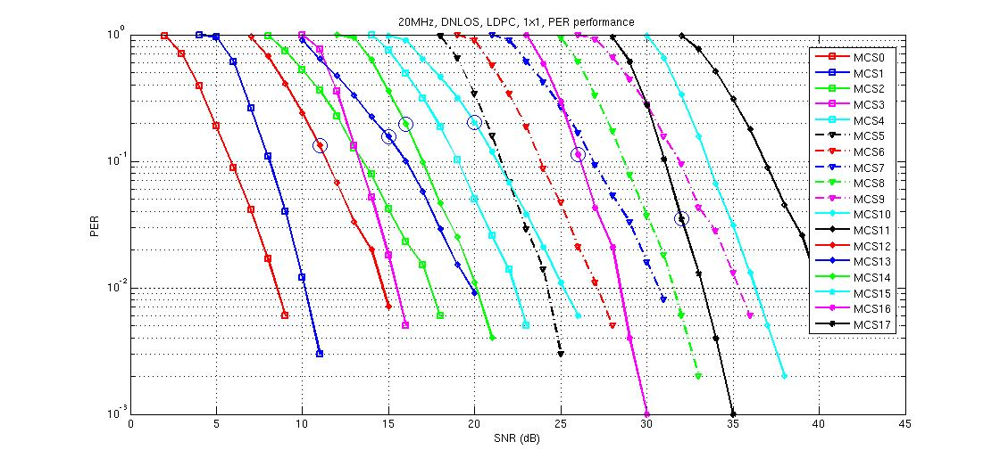 20MHz, DNLOS, LDPC, 1×1, PER performance
10^0
10^-1
10^-2
10^-3
PER
0 5 10 15 20 25 30 35 40 45
SNR (dB)
MCS0
MCS1
MCS2
MCS3
MCS4
MCS5
MCS6
MCS7
MCS8
MCS9
MCS10
MCS11
MCS12
MCS13
MCS14
MCS15
MCS16
MCS17